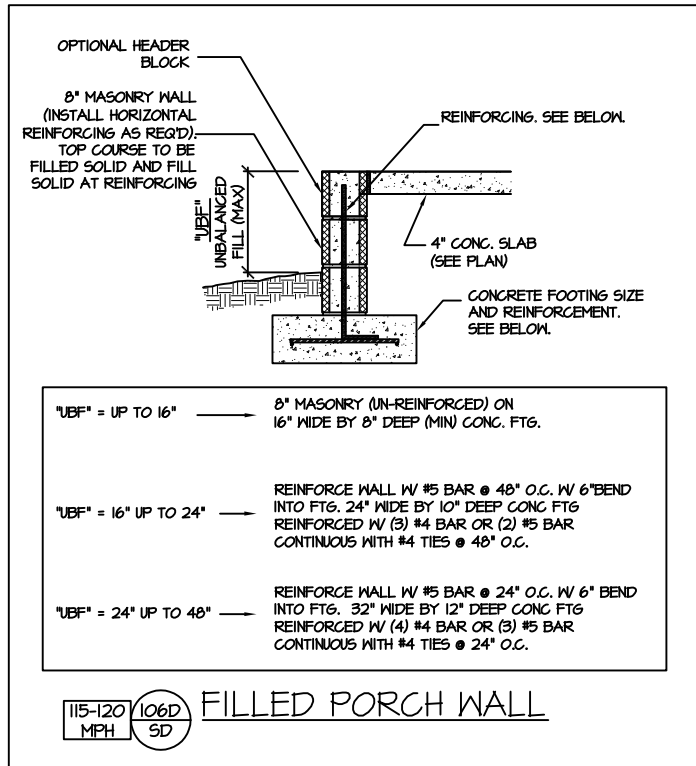 OPTIONAL HEADER
BLOCK
8" MASONRY WALL
(INSTALL HORIZONTAL
REINFORCING AS REQ'D).
TOP COURSE TO BE
FILLED SOLID AND FILL
SOLID AT REINFORCING
"UBF"
UNBALANCED
FILL (MAX)
REINFORCING. SEE BELOW.
4" CONC. SLAB
(SEE PLAN)
CONCRETE FOOTING SIZE
AND REINFORCEMENT.
SEE BELOW.
"UBF" = UP TO 16"
8" MASONRY (UN-REINFORCED) ON
16" WIDE BY 8" DEEP (MIN) CONC. FTG.
"UBF" = 16" UP TO 24"
REINFORCE WALL W/ #5 BAR @ 48" O.C. W/ 6"BEND
INTO FTG. 24" WIDE BY 10" DEEP CONC FTG
REINFORCED W/ (3) #4 BAR OR (2) #5 BAR
CONTINUOUS WITH #4 TIES @ 48" O.C.
"UBF" = 24" UP TO 48"
REINFORCE WALL W/ #5 BAR @ 24" O.C. W/ 6" BEND
INTO FTG. 32" WIDE BY 12" DEEP CONC FTG
REINFORCED W/ (4) #4 BAR OR (3) #5 BAR
CONTINUOUS WITH #4 TIES @ 24" O.C.
115-120
MPH
106D
SD
FILLED PORCH WALL